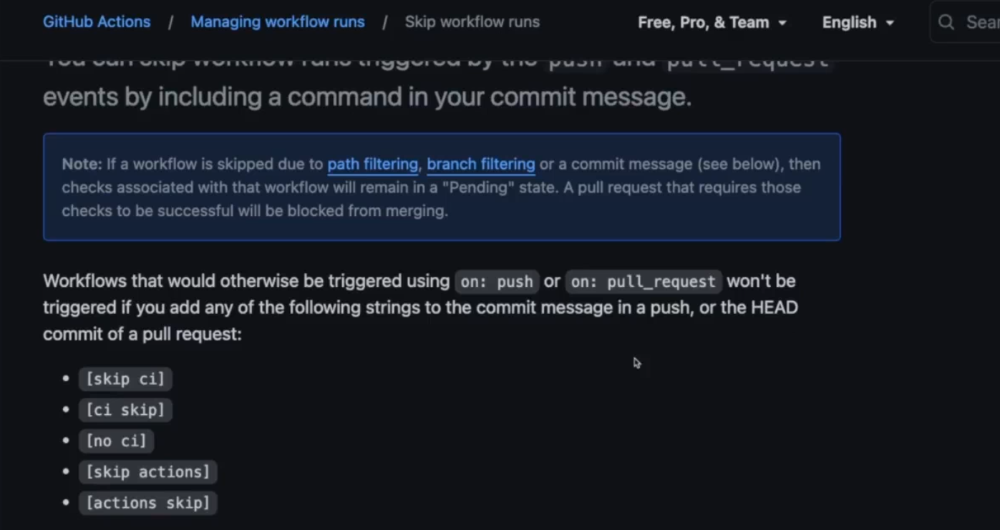 GitHub Actions / Managing workflow runs / Skip workflow runs Free, Pro, & Team English Sear
You can skip workflow runs triggered by the push and pull_request
events by including a command in your commit message.
Note: If a workflow is skipped due to path filtering, branch filtering or a commit message (see below), then
checks associated with that workflow will remain in a "Pending" state. A pull request that requires those
checks to be successful will be blocked from merging.
Workflows that would otherwise be triggered using on: push or on: pull_request won't be
triggered if you add any of the following strings to the commit message in a push, or the HEAD
commit of a pull request:
• [skip ci]
• [ci skip]
• [no ci]
• [skip actions]
• [actions skip]